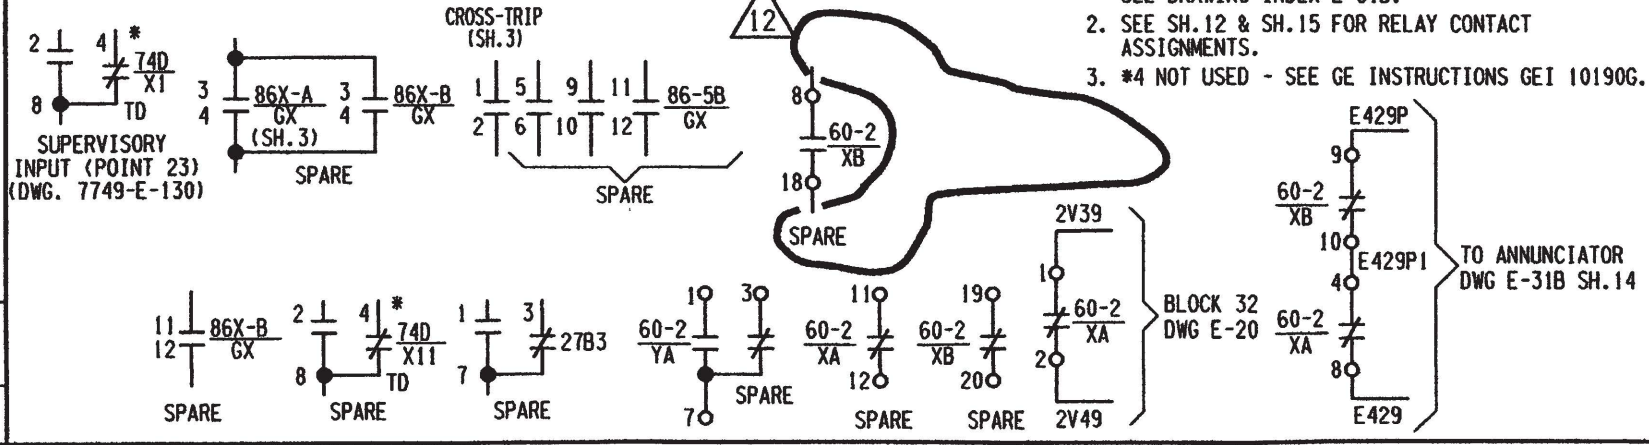 2. SEE SH.12 & SH.15 FOR RELAY CONTACT
ASSIGNMENTS.
3. *4 NOT USED - SEE GE INSTRUCTIONS GEI 10190G.
CROSS-TRIP
(SH.3)
12
2
4
*
74D
X1
8
TD
SUPERVISORY
INPUT (POINT 23)
(DWG. 7749-E-130)
3
4
86X-A
GX
(SH.3)
3
4
86X-B
GX
SPARE
1
2
5
6
9
10
11
12
86-5B
GX
SPARE
8
60-2
XB
18
SPARE
11
12
86X-B
GX
SPARE
2
4
*
74D
X11
8
TD
SPARE
1
3
27B3
7
SPARE
1
3
60-2
YA
7
SPARE
11
60-2
XA
12
SPARE
19
60-2
XB
20
SPARE
2V39
1
60-2
XA
2
2V49
BLOCK 32
DWG E-20
E429P
9
60-2
XB
10
E429P1
4
60-2
XA
8
E429
TO ANNUNCIATOR
DWG E-31B SH.14